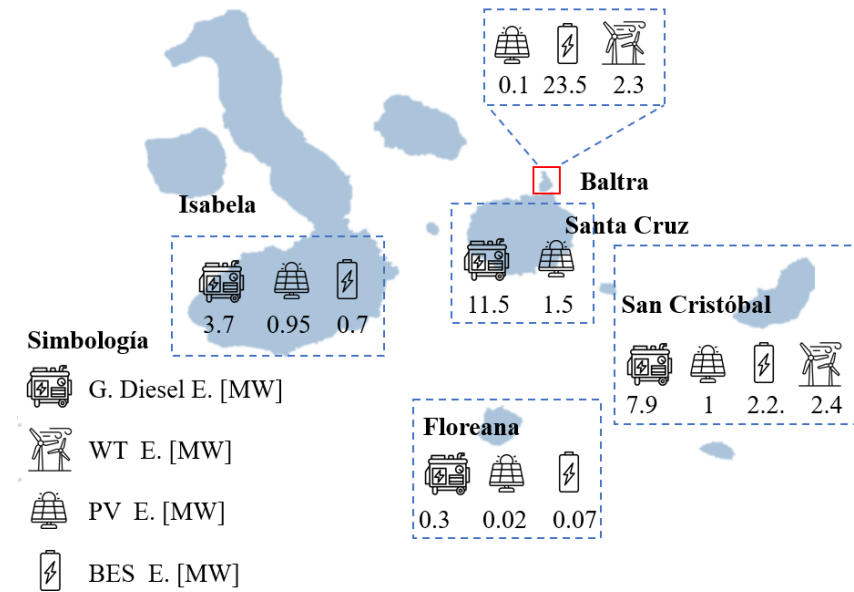 0.1 23.5 2.3
Baltra
Isabela
Santa Cruz
3.7 0.95 0.7
11.5 1.5
San Cristóbal
7.9 1 2.2. 2.4
Floreana
0.3 0.02 0.07
Simbología
G. Diesel E. [MW]
WT E. [MW]
PV E. [MW]
BES E. [MW]